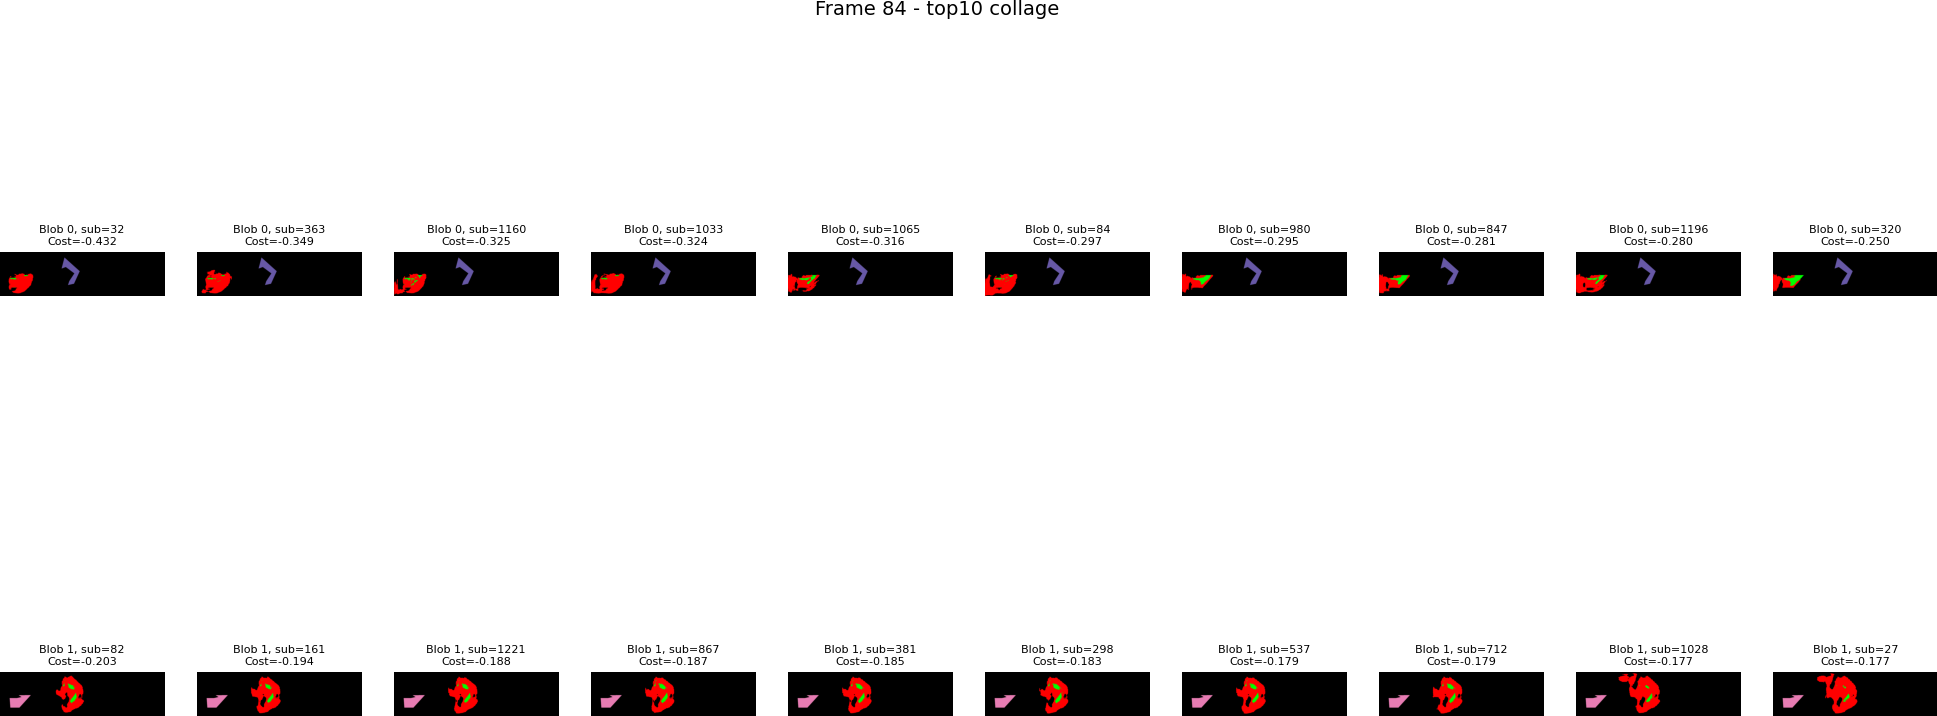 Frame 84 - top10 collage
Blob 0, sub=32
Cost=-0.432
Blob 0, sub=363
Cost=-0.349
Blob 0, sub=1160
Cost=-0.325
Blob 0, sub=1033
Cost=-0.324
Blob 0, sub=1065
Cost=-0.316
Blob 0, sub=84
Cost=-0.297
Blob 0, sub=980
Cost=-0.295
Blob 0, sub=847
Cost=-0.281
Blob 0, sub=1196
Cost=-0.280
Blob 0, sub=320
Cost=-0.250
Blob 1, sub=82
Cost=-0.203
Blob 1, sub=161
Cost=-0.194
Blob 1, sub=1221
Cost=-0.188
Blob 1, sub=867
Cost=-0.187
Blob 1, sub=381
Cost=-0.185
Blob 1, sub=298
Cost=-0.183
Blob 1, sub=537
Cost=-0.179
Blob 1, sub=712
Cost=-0.179
Blob 1, sub=1028
Cost=-0.177
Blob 1, sub=27
Cost=-0.177